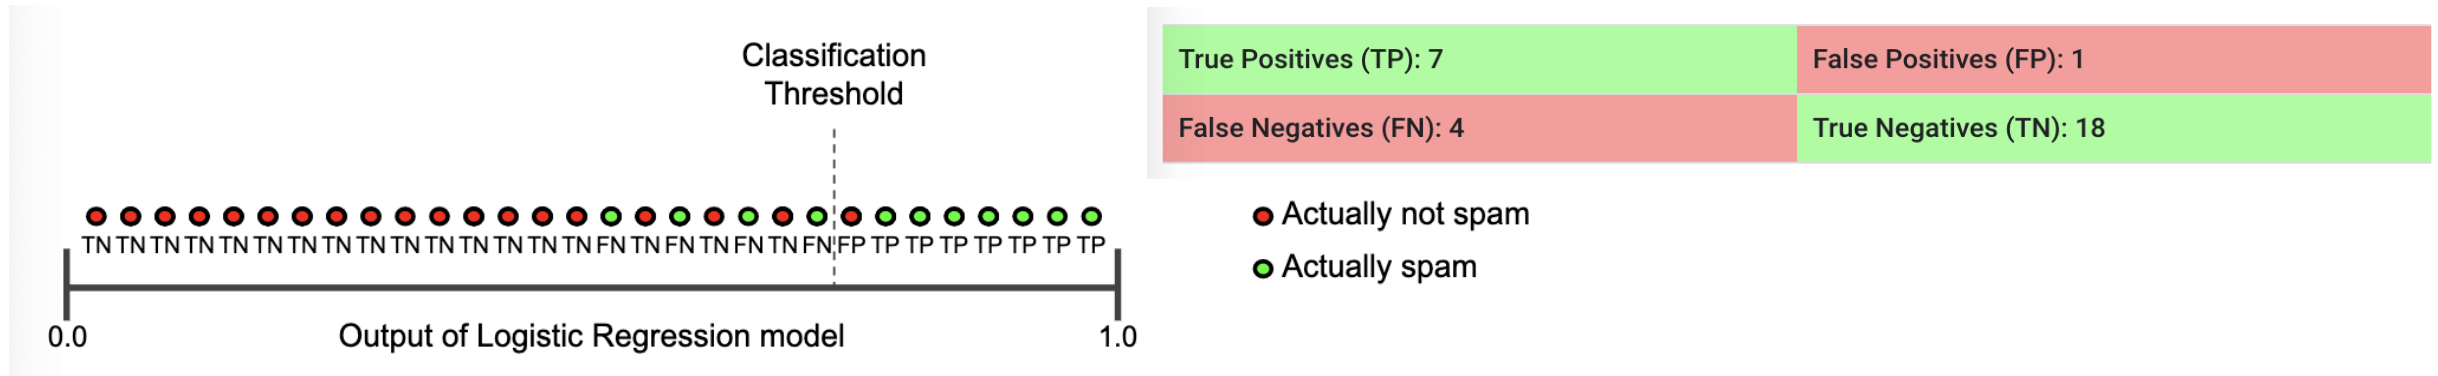 Classification
Threshold
TN TN TN TN TN TN TN TN TN TN TN TN TN TN TN FN TN FN TN FN TN FN FP TP TP TP TP TP TP TP
0.0
Output of Logistic Regression model
1.0
True Positives (TP): 7
False Positives (FP): 1
False Negatives (FN): 4
True Negatives (TN): 18
Actually not spam
Actually spam